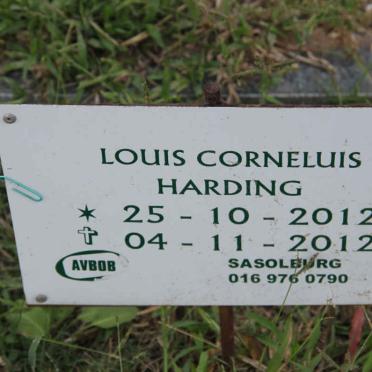 LOUIS CORNELUIS
HARDING
25 - 10 - 2012
04 - 11 - 2012
AVBOB
SASOLBURG
016 976 0790